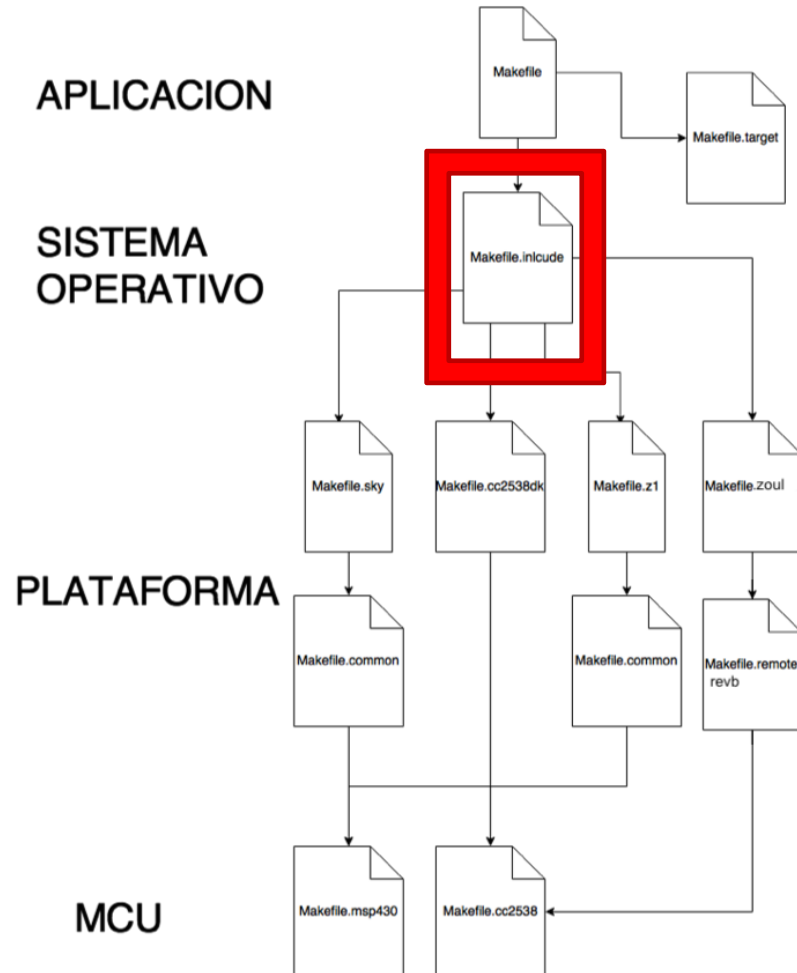 Makefile
APLICACION
Makefile.target
SISTEMA
OPERATIVO
Makefile.inlcude
Makefile.sky
Makefile.cc2538dk
Makefile.z1
Makefile.zoul
PLATAFORMA
Makefile.common
Makefile.common
Makefile.remote
revb
MCU
Makefile.msp430
Makefile.cc2538